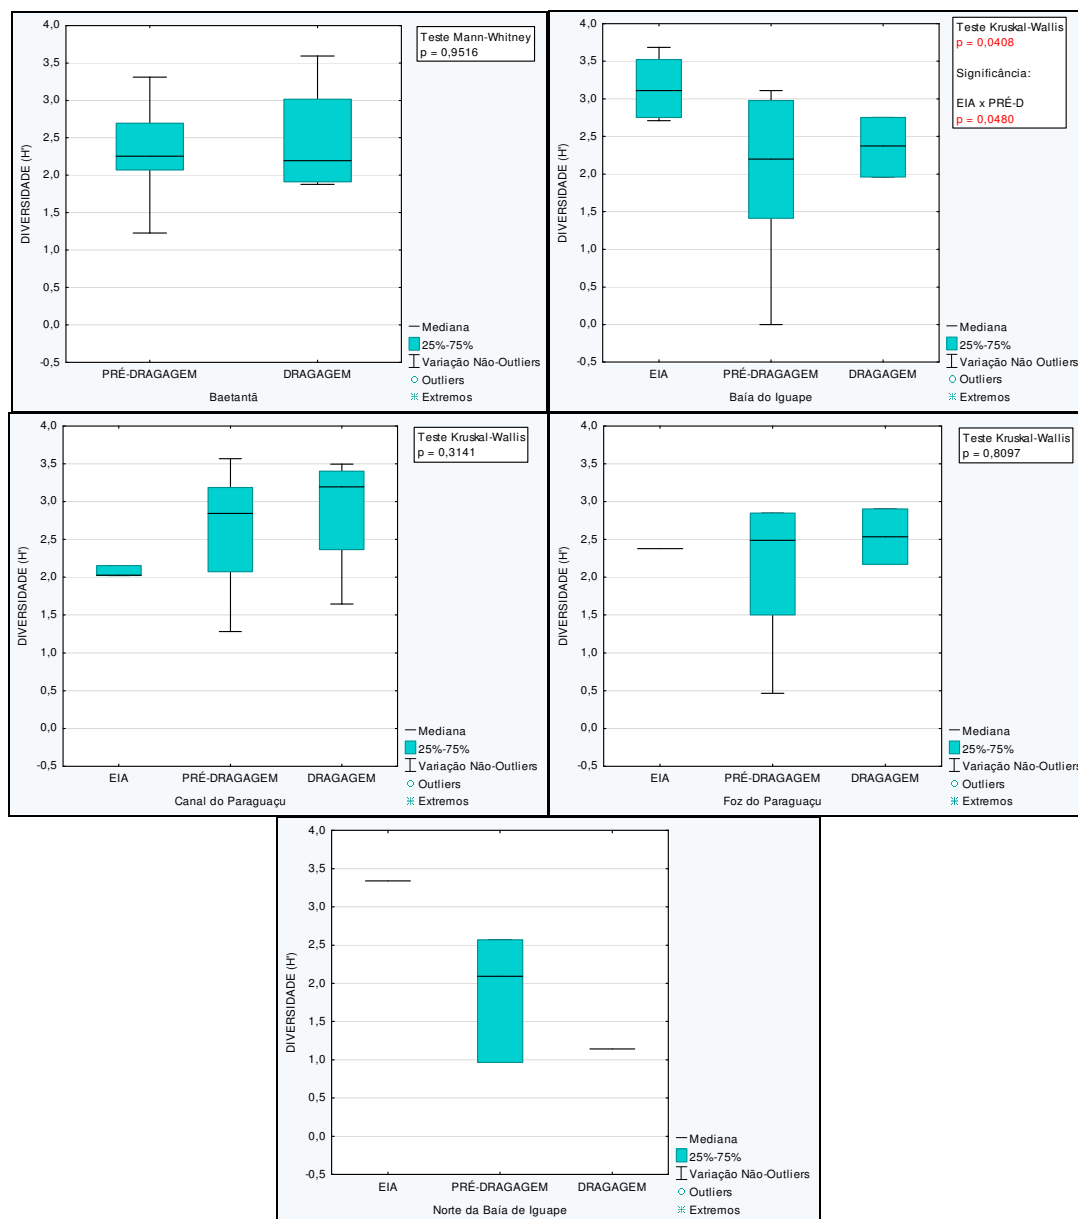 4,0
3,5
3,0
2,5
2,0
1,5
1,0
0,5
0,0
-0,5
DIVERSIDADE (H')
PRÉ-DRAGAGEM DRAGAGEM
Baetantã
Teste Mann-Whitney
p = 0,9516
Mediana
25%-75%
Variação Não-Outliers
Outliers
Extremos
4,0
3,5
3,0
2,5
2,0
1,5
1,0
0,5
0,0
-0,5
DIVERSIDADE (H')
EIA PRÉ-DRAGAGEM DRAGAGEM
Baía do Iguape
Teste Kruskal-Wallis
p = 0,0408
Significância:
EIA x PRÉ-D
p = 0,0480
Mediana
25%-75%
Variação Não Outliers
Outliers
Extremos
4,0
3,5
3,0
2,5
2,0
1,5
1,0
0,5
0,0
-0,5
DIVERSIDADE (H')
EIA PRÉ-DRAGAGEM DRAGAGEM
Canal do Paraguaçu
Teste Kruskal-Wallis
p = 0,3141
Mediana
25%-75%
Variação Não-Outliers
Outliers
Extremos
4,0
3,5
3,0
2,5
2,0
1,5
1,0
0,5
0,0
-0,5
DIVERSIDADE (H')
EIA PRÉ-DRAGAGEM DRAGAGEM
Foz do Paraguaçu
Teste Kruskal-Wallis
p = 0,8097
Mediana
25%-75%
Variação Não-Outliers
Outliers
Extremos
4,0
3,5
3,0
2,5
2,0
1,5
1,0
0,5
0,0
-0,5
DIVERSIDADE (H')
EIA PRÉ-DRAGAGEM DRAGAGEM
Norte da Baía de Iguape
Mediana
25%-75%
Variação Não-Outliers
Outliers
Extremos